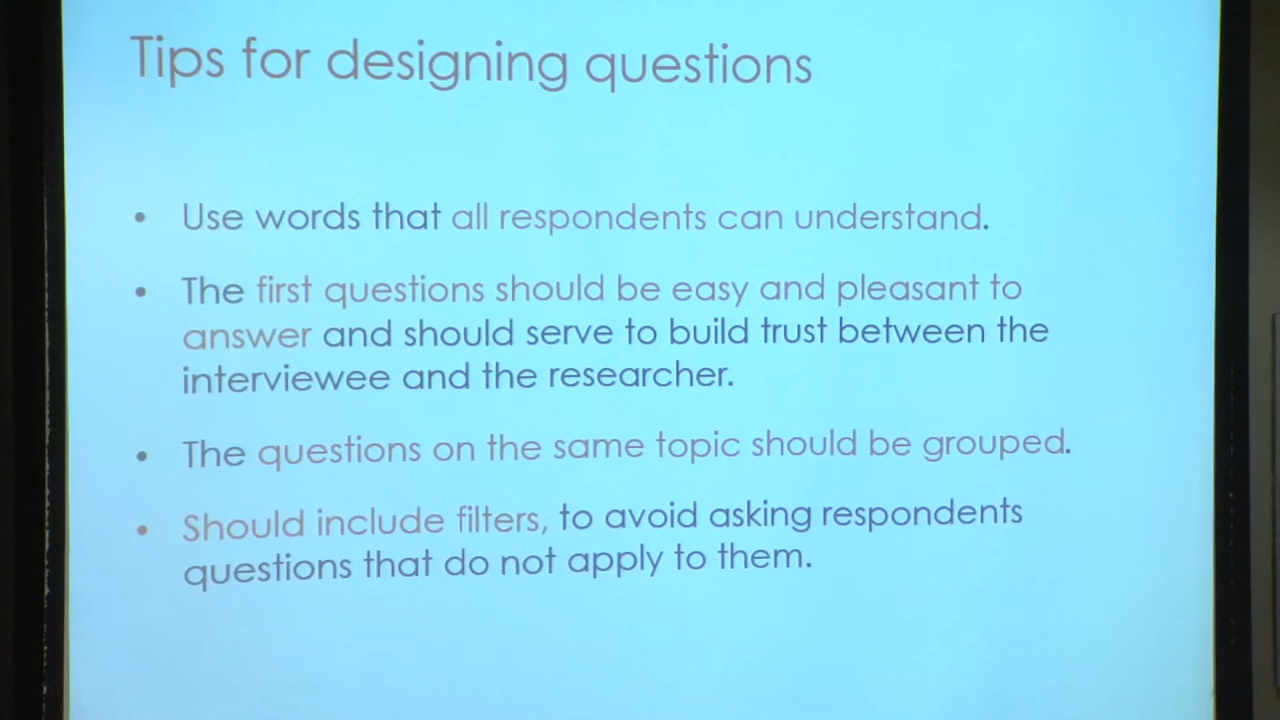 Tips for designing questions
• Use words that all respondents can understand.
• The first questions should be easy and pleasant to
answer and should serve to build trust between the
interviewee and the researcher.
• The questions on the same topic should be grouped.
• Should include filters, to avoid asking respondents
questions that do not apply to them.